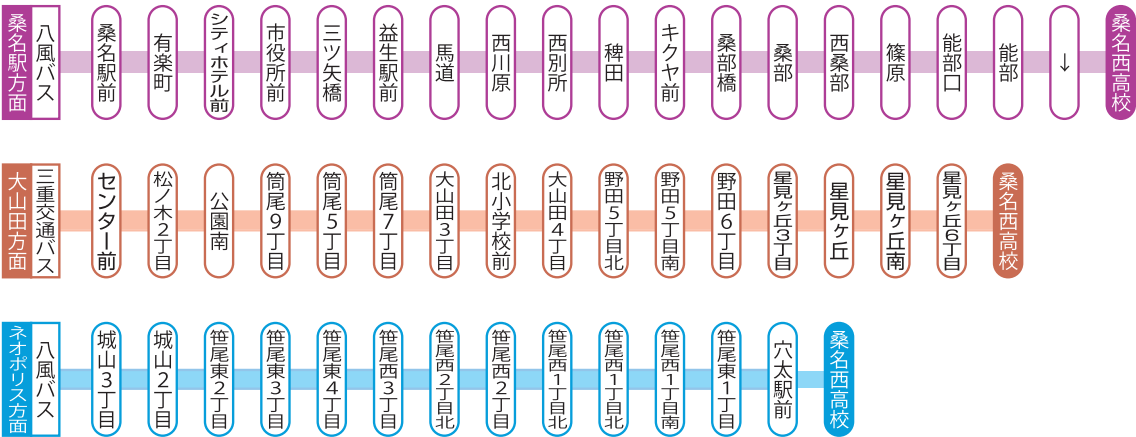 桑名駅方面
八風バス
桑名駅前
有楽町
シティホテル前
市役所前
三ツ矢橋
益生駅前
馬道
西川原
西別所
稗田
キクヤ前
桑部橋
桑部
西桑部
篠原
能部口
能部
↓
桑名西高校
大山田方面
三重交通バス
センター前
松ノ木2丁目
公園南
筒尾9丁目
筒尾5丁目
筒尾7丁目
大山田3丁目
北小学校前
大山田4丁目
野田5丁目北
野田5丁目南
野田6丁目
星見ヶ丘3丁目
星見ヶ丘
星見ヶ丘南
星見ヶ丘6丁目
桑名西高校
ネオポリス方面
八風バス
城山3丁目
城山2丁目
笹尾東2丁目
笹尾東3丁目
笹尾東4丁目
笹尾西3丁目
笹尾西2丁目北
笹尾西2丁目
笹尾西1丁目北
笹尾西1丁目北
笹尾西1丁目南
笹尾東1丁目
穴太駅前
桑名西高校